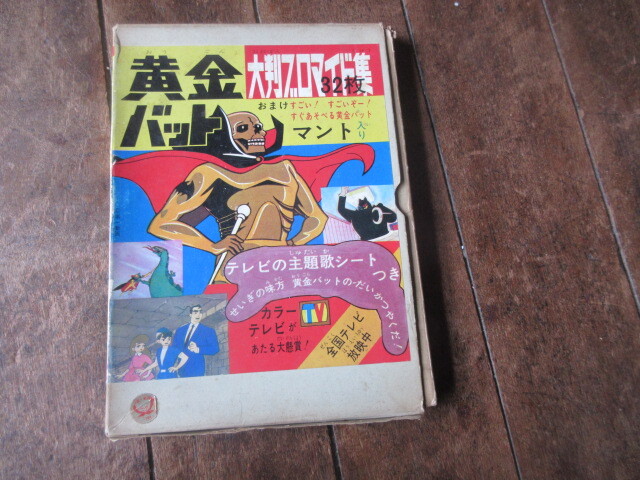 黄金
バット
大判ブロマイド集
32枚
おまけ すごい! すごいぞー!
すぐあそべる黄金バット
マント入り
テレビの主題歌シート
しゅだいか
つき
せいぎの味方 黄金バットのだいかつやくだ!
カラー
TV
テレビが
あたる大懸賞!
全国テレビ
放映中